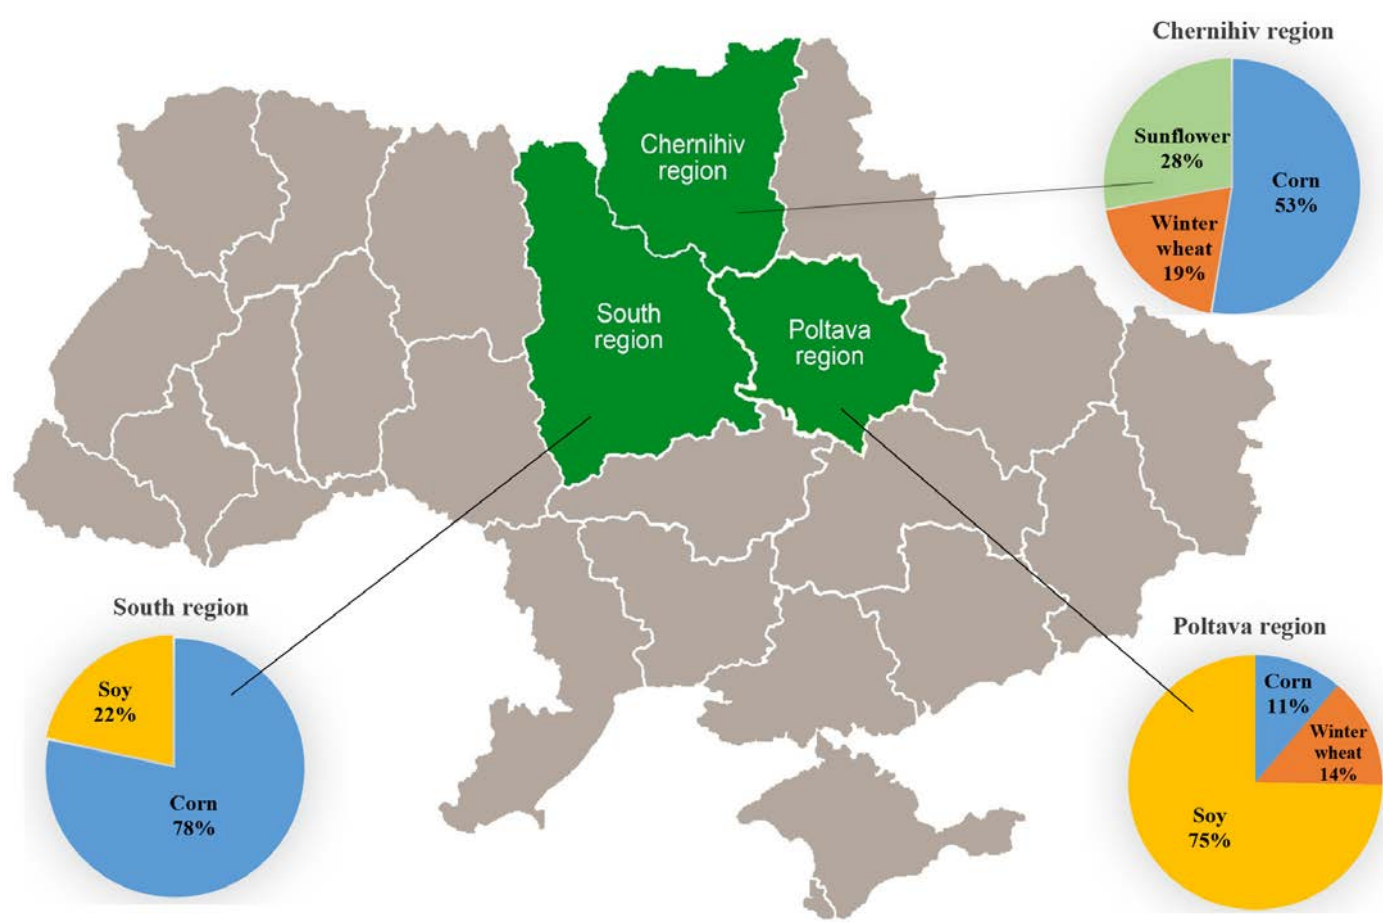 Chernihiv region
Sunflower
28%
Corn
53%
Winter
wheat
19%
Chernihiv
region
South
region
Poltava
region
South region
Soy
22%
Corn
78%
Poltava region
Corn
11%
Winter
wheat
14%
Soy
75%